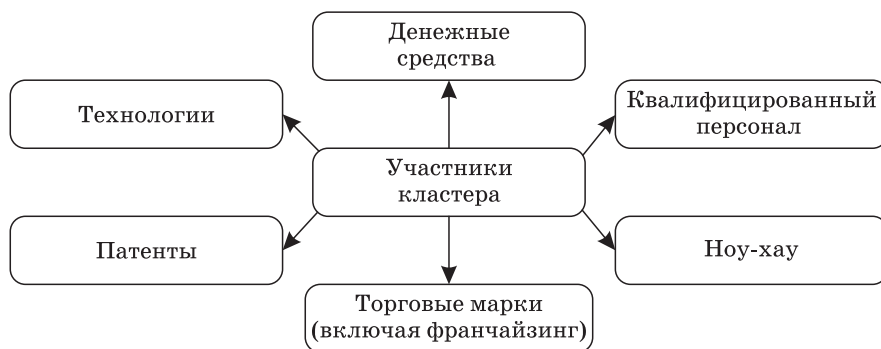 Денежные
средства
Технологии
Квалифицированный
персонал
Участники
кластера
Патенты
Ноу-хау
Торговые марки
(включая франчайзинг)